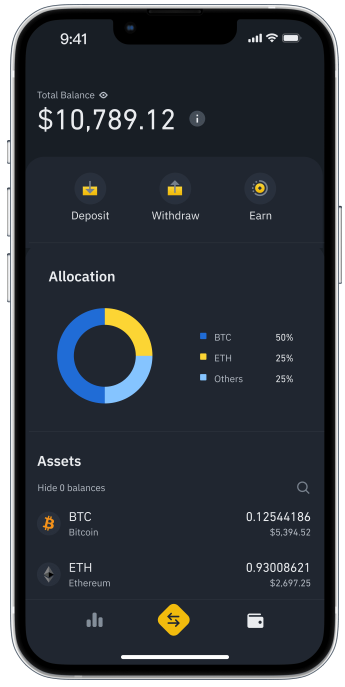 9:41
Total Balance
$10,789.12
Deposit Withdraw Earn
Allocation
BTC 50%
ETH 25%
Others 25%
Assets
Hide 0 balances
BTC 0.12544186
Bitcoin $5,394.52
ETH 0.93008621
Ethereum $2,697.25